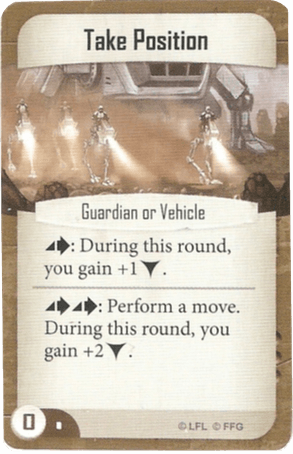 Take Position
Guardian or Vehicle
: During this round,
you gain +1 .
: Perform a move.
During this round, you
gain +2 .
0
©LFL © FFG